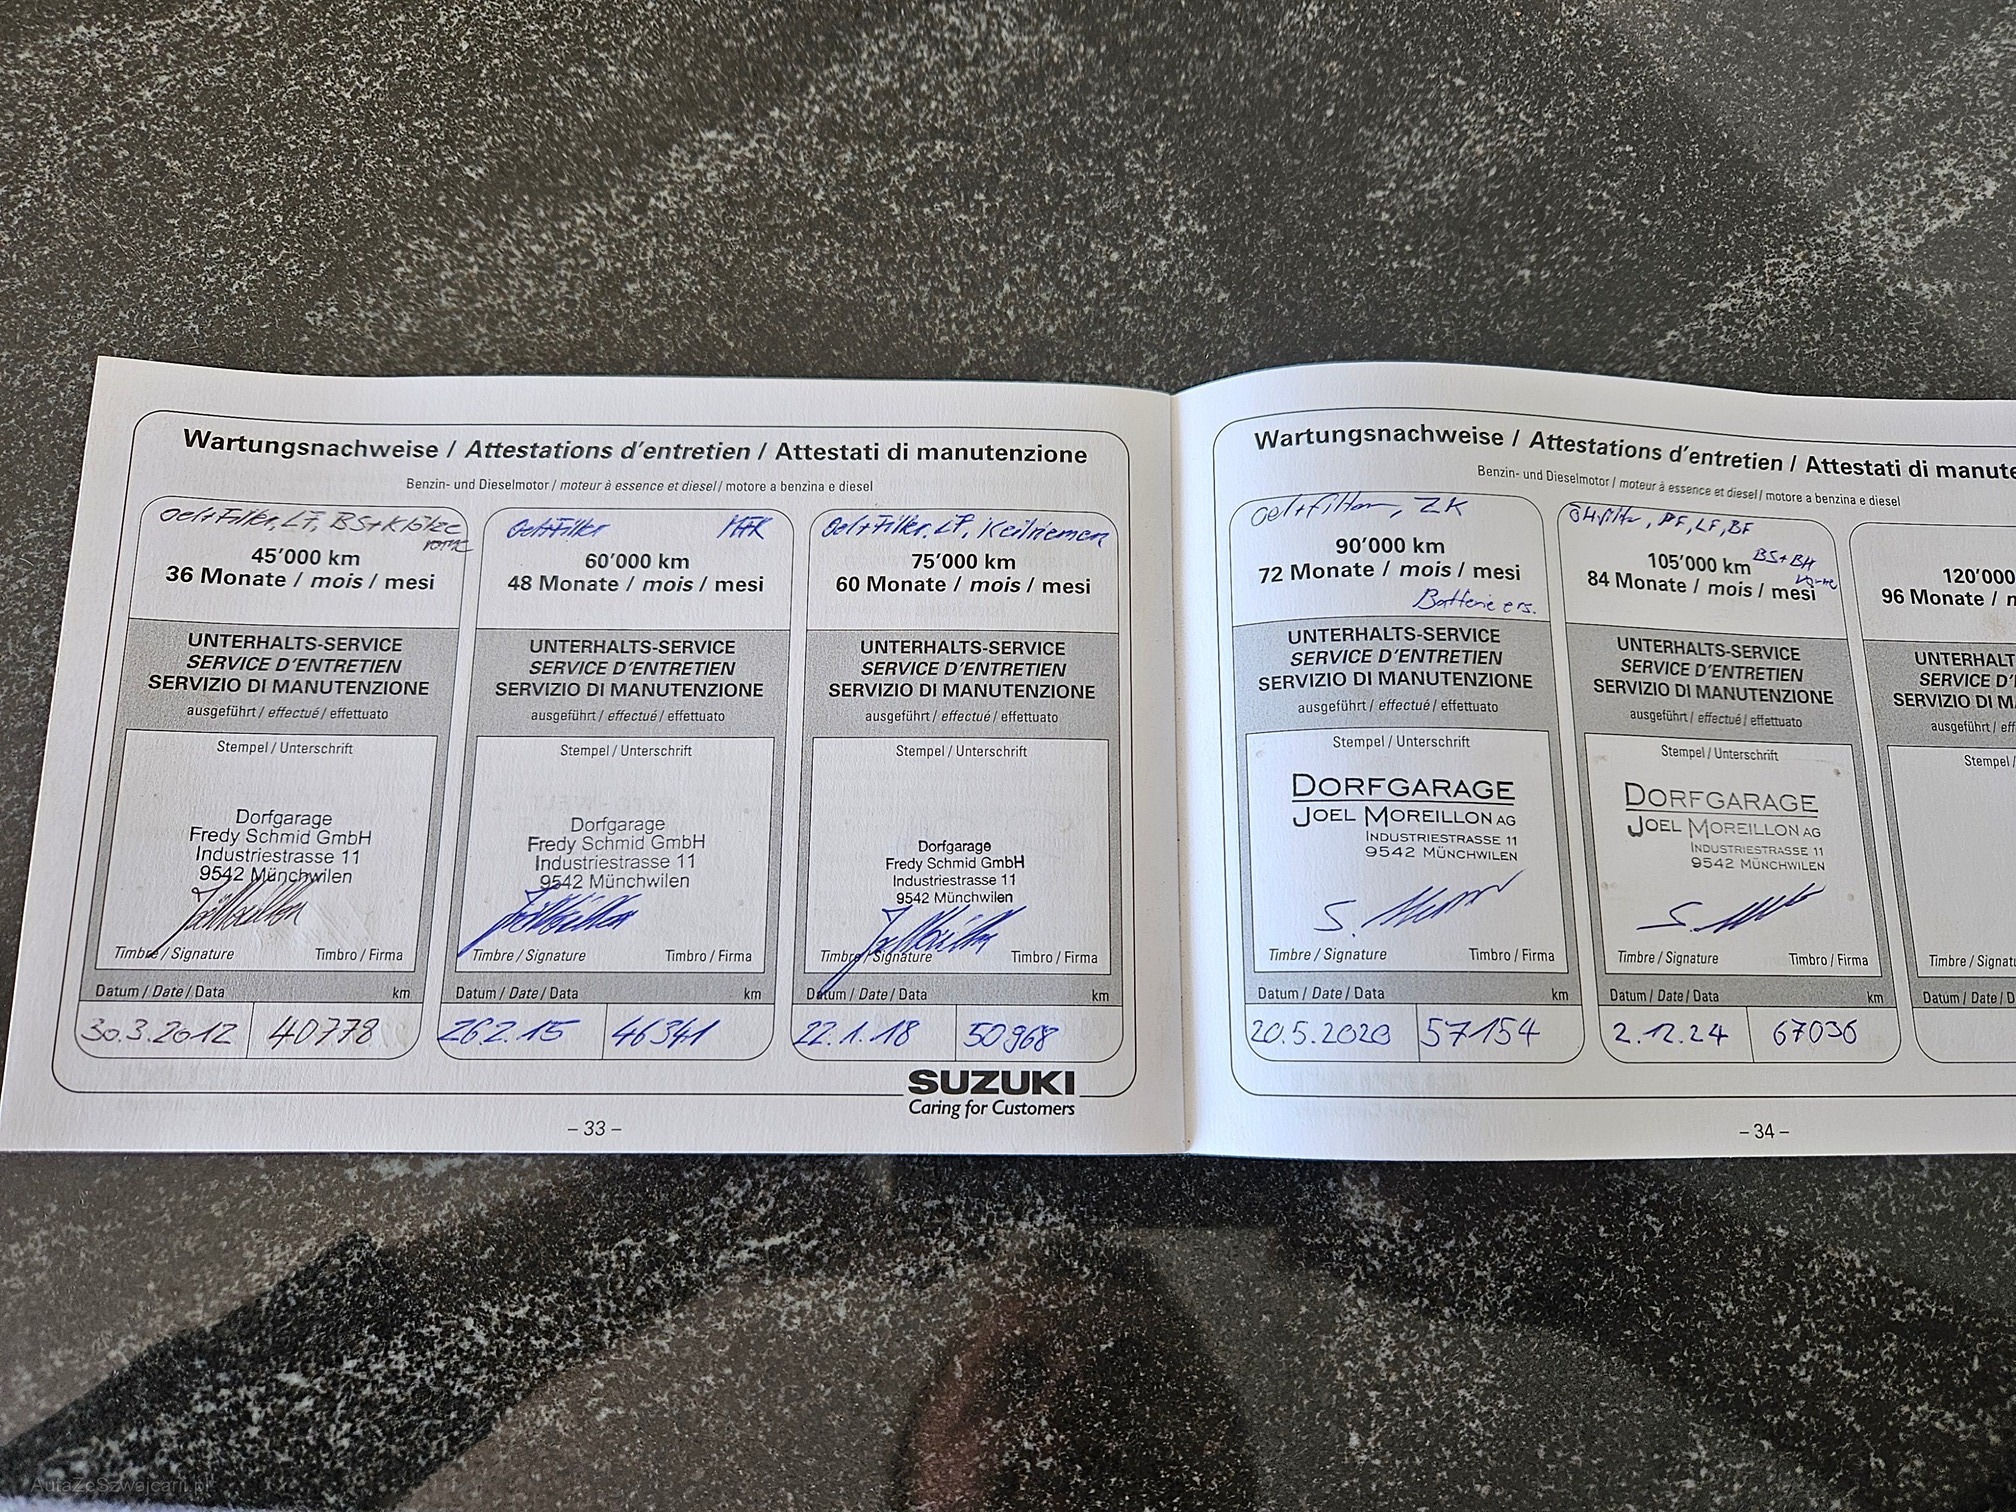 Wartungsnachweise / Attestations d'entretien / Attestati di manutenzione
Benzin- und Dieselmotor / moteur à essence et diesel / motore a benzina e diesel
Oel+Filter, LF, BS+Klötze
vorne
45'000 km
36 Monate / mois / mesi
UNTERHALTS-SERVICE
SERVICE D'ENTRETIEN
SERVIZIO DI MANUTENZIONE
ausgeführt / effectué / effettuato
Stempel / Unterschrift
Dorfgarage
Fredy Schmid GmbH
Industriestrasse 11
9542 Münchwilen
Timbre / Signature Timbro / Firma
Datum / Date / Data km
30.3.2012 40778
Oel+Filter MFK
60'000 km
48 Monate / mois / mesi
UNTERHALTS-SERVICE
SERVICE D'ENTRETIEN
SERVIZIO DI MANUTENZIONE
ausgeführt / effectué / effettuato
Stempel / Unterschrift
Dorfgarage
Fredy Schmid GmbH
Industriestrasse 11
9542 Münchwilen
Timbre / Signature Timbro / Firma
Datum / Date / Data km
26.2.15 46341
Oel+Filter, LF, Keilriemen
75'000 km
60 Monate / mois / mesi
UNTERHALTS-SERVICE
SERVICE D'ENTRETIEN
SERVIZIO DI MANUTENZIONE
ausgeführt / effectué / effettuato
Stempel / Unterschrift
Dorfgarage
Fredy Schmid GmbH
Industriestrasse 11
9542 Münchwilen
Timbre / Signature Timbro / Firma
Datum / Date / Data km
22.1.18 50968
SUZUKI
Caring for Customers
– 33 –
Wartungsnachweise / Attestations d'entretien / Attestati di manute
Benzin- und Dieselmotor / moteur à essence et diesel / motore a benzina e diesel
ZK
90'000 km
72 Monate / mois / mesi
Batterie ers.
UNTERHALTS-SERVICE
SERVICE D'ENTRETIEN
SERVIZIO DI MANUTENZIONE
ausgeführt / effectué / effettuato
Stempel / Unterschrift
DORFGARAGE
JOEL MOREILLON AG
INDUSTRIESTRASSE 11
9542 MÜNCHWILEN
Timbre / Signature Timbro / Firma
Datum / Date / Data km
20.5.2020 57154
PF, LF, BF
105'000 km BS+BH
vorne
84 Monate / mois / mesi
UNTERHALTS-SERVICE
SERVICE D'ENTRETIEN
SERVIZIO DI MANUTENZIONE
ausgeführt / effectué / effettuato
Stempel / Unterschrift
DORFGARAGE
JOEL MOREILLON AG
INDUSTRIESTRASSE 11
9542 MÜNCHWILEN
Timbre / Signature Timbro / Firma
Datum / Date / Data km
2.12.24 67036
120'000
96 Monate / m
UNTERHALT
SERVICE D'
SERVIZIO DI M
ausgeführt / eff
Stempel /
Timbre / Signatu
Datum / Date / D
– 34 –
AutaZeSzwajcarii.pl